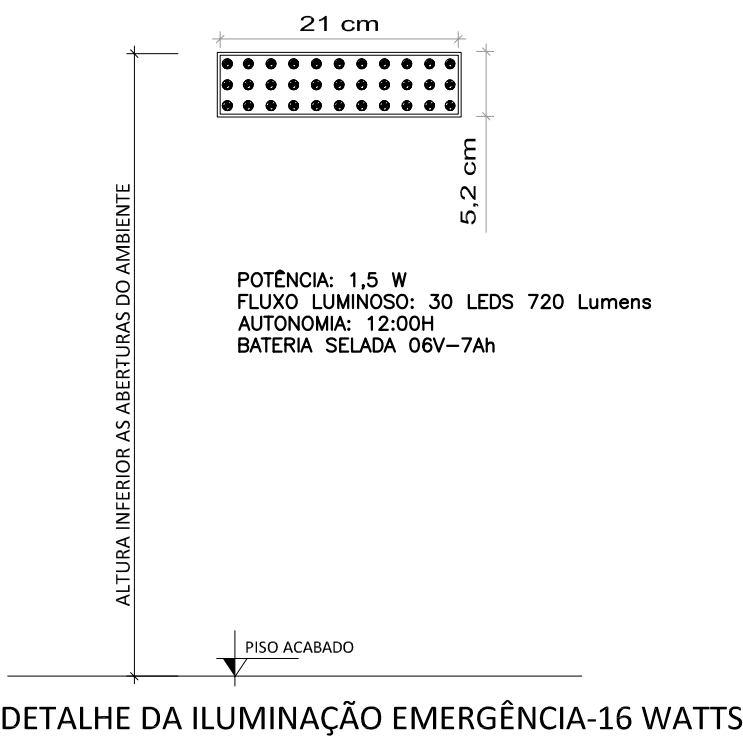 21 cm
5,2 cm
ALTURA INFERIOR AS ABERTURAS DO AMBIENTE
POTÊNCIA: 1,5 W
FLUXO LUMINOSO: 30 LEDS 720 Lumens
AUTONOMIA: 12:00H
BATERIA SELADA 06V-7Ah
PISO ACABADO
DETALHE DA ILUMINAÇÃO EMERGÊNCIA-16 WATTS